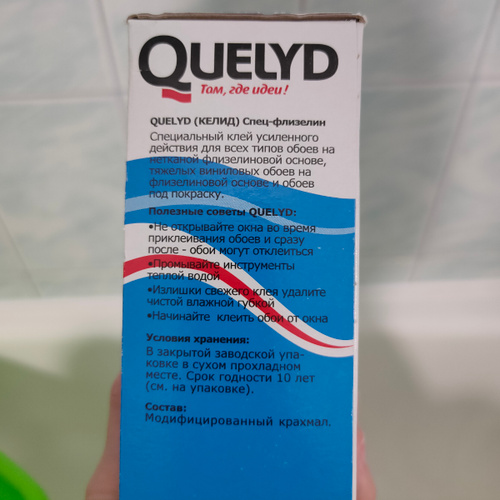 QUELYD
Там, где идеи!
QUELYD (КЕЛИД) Спец-флизелин
Специальный клей усиленного
действия для всех типов обоев на
нетканой флизелиновой основе,
тяжелых виниловых обоев на
флизелиновой основе и обоев
под покраску.
Полезные советы QUELYD:
•Не открывайте окна во время
приклеивания обоев и сразу
после - обои могут отклеиться
•Промывайте инструменты
теплой водой
•Излишки свежего клея удалите
чистой влажной губкой
•Начинайте клеить обои от окна
Условия хранения:
В закрытой заводской упа-
ковке в сухом прохладном
месте. Срок годности 10 лет
(см. на упаковке).
Состав:
Модифицированный крахмал.